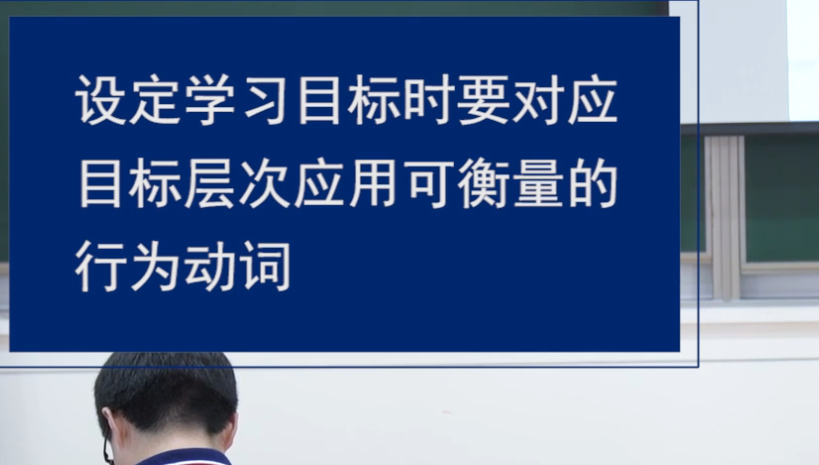 设定学习目标时要对应
目标层次应用可衡量的
行为动词